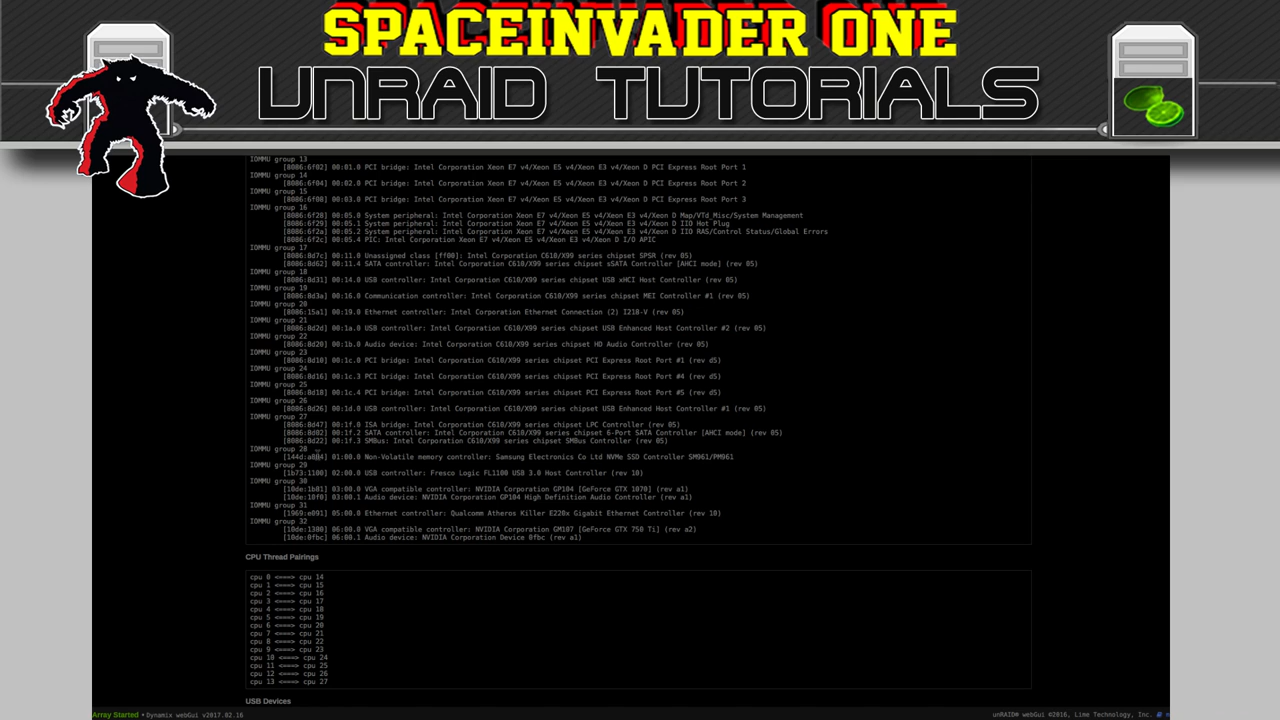 SPACEINVADER ONE
UNRAID TUTORIALS
IOMMU group 13
[8086:6f02] 00:01.0 PCI bridge: Intel Corporation Xeon E7 v4/Xeon E5 v4/Xeon E3 v4/Xeon D PCI Express Root Port 1
IOMMU group 14
[8086:6f04] 00:02.0 PCI bridge: Intel Corporation Xeon E7 v4/Xeon E5 v4/Xeon E3 v4/Xeon D PCI Express Root Port 2
IOMMU group 15
[8086:6f08] 00:03.0 PCI bridge: Intel Corporation Xeon E7 v4/Xeon E5 v4/Xeon E3 v4/Xeon D PCI Express Root Port 3
IOMMU group 16
[8086:6f28] 00:05.0 System peripheral: Intel Corporation Xeon E7 v4/Xeon E5 v4/Xeon E3 v4/Xeon D Map/VTd_Misc/System Management
[8086:6f29] 00:05.1 System peripheral: Intel Corporation Xeon E7 v4/Xeon E5 v4/Xeon E3 v4/Xeon D IIO Hot Plug
[8086:6f2a] 00:05.2 System peripheral: Intel Corporation Xeon E7 v4/Xeon E5 v4/Xeon E3 v4/Xeon D IIO RAS/Control Status/Global Errors
[8086:6f2c] 00:05.4 PIC: Intel Corporation Xeon E7 v4/Xeon E5 v4/Xeon E3 v4/Xeon D I/O APIC
IOMMU group 17
[8086:8d7c] 00:11.0 Unassigned class [ff00]: Intel Corporation C610/X99 series chipset SPSR (rev 05)
[8086:8d62] 00:11.4 SATA controller: Intel Corporation C610/X99 series chipset sSATA Controller [AHCI mode] (rev 05)
IOMMU group 18
[8086:8d31] 00:14.0 USB controller: Intel Corporation C610/X99 series chipset USB xHCI Host Controller (rev 05)
IOMMU group 19
[8086:8d3a] 00:16.0 Communication controller: Intel Corporation C610/X99 series chipset MEI Controller #1 (rev 05)
IOMMU group 20
[8086:15a1] 00:19.0 Ethernet controller: Intel Corporation Ethernet Connection (2) I218-V (rev 05)
IOMMU group 21
[8086:8d2d] 00:1a.0 USB controller: Intel Corporation C610/X99 series chipset USB Enhanced Host Controller #2 (rev 05)
IOMMU group 22
[8086:8d20] 00:1b.0 Audio device: Intel Corporation C610/X99 series chipset HD Audio Controller (rev 05)
IOMMU group 23
[8086:8d10] 00:1c.0 PCI bridge: Intel Corporation C610/X99 series chipset PCI Express Root Port #1 (rev d5)
IOMMU group 24
[8086:8d16] 00:1c.3 PCI bridge: Intel Corporation C610/X99 series chipset PCI Express Root Port #4 (rev d5)
IOMMU group 25
[8086:8d18] 00:1c.4 PCI bridge: Intel Corporation C610/X99 series chipset PCI Express Root Port #5 (rev d5)
IOMMU group 26
[8086:8d26] 00:1d.0 USB controller: Intel Corporation C610/X99 series chipset USB Enhanced Host Controller #1 (rev 05)
IOMMU group 27
[8086:8d47] 00:1f.0 ISA bridge: Intel Corporation C610/X99 series chipset LPC Controller (rev 05)
[8086:8d02] 00:1f.2 SATA controller: Intel Corporation C610/X99 series chipset 6-Port SATA Controller [AHCI mode] (rev 05)
[8086:8d22] 00:1f.3 SMBus: Intel Corporation C610/X99 series chipset SMBus Controller (rev 05)
IOMMU group 28
[144d:a804] 01:00.0 Non-Volatile memory controller: Samsung Electronics Co Ltd NVMe SSD Controller SM961/PM961
IOMMU group 29
[1b73:1100] 02:00.0 USB controller: Fresco Logic FL1100 USB 3.0 Host Controller (rev 10)
IOMMU group 30
[10de:1b81] 03:00.0 VGA compatible controller: NVIDIA Corporation GP104 [GeForce GTX 1070] (rev a1)
[10de:10f0] 03:00.1 Audio device: NVIDIA Corporation GP104 High Definition Audio Controller (rev a1)
IOMMU group 31
[1969:e091] 05:00.0 Ethernet controller: Qualcomm Atheros Killer E220x Gigabit Ethernet Controller (rev 10)
IOMMU group 32
[10de:1380] 06:00.0 VGA compatible controller: NVIDIA Corporation GM107 [GeForce GTX 750 Ti] (rev a2)
[10de:0fbc] 06:00.1 Audio device: NVIDIA Corporation Device 0fbc (rev a1)
CPU Thread Pairings
cpu 0 <===> cpu 14
cpu 1 <===> cpu 15
cpu 2 <===> cpu 16
cpu 3 <===> cpu 17
cpu 4 <===> cpu 18
cpu 5 <===> cpu 19
cpu 6 <===> cpu 20
cpu 7 <===> cpu 21
cpu 8 <===> cpu 22
cpu 9 <===> cpu 23
cpu 10 <===> cpu 24
cpu 11 <===> cpu 25
cpu 12 <===> cpu 26
cpu 13 <===> cpu 27
USB Devices
Array Started • Dynamix webGui v2017.02.16
unRAID® webGui ©2016, Lime Technology, Inc.